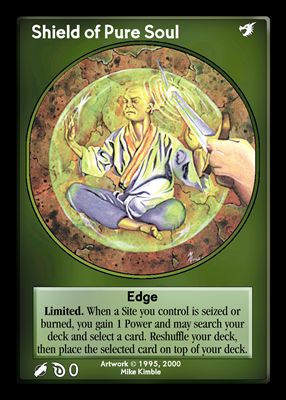 Shield of Pure Soul
Edge
Limited. When a Site you control is seized or
burned, you gain 1 Power and may search your
deck and select a card. Reshuffle your deck,
then place the selected card on top of your deck.
Artwork © 1995, 2000
Mike Kimble
0